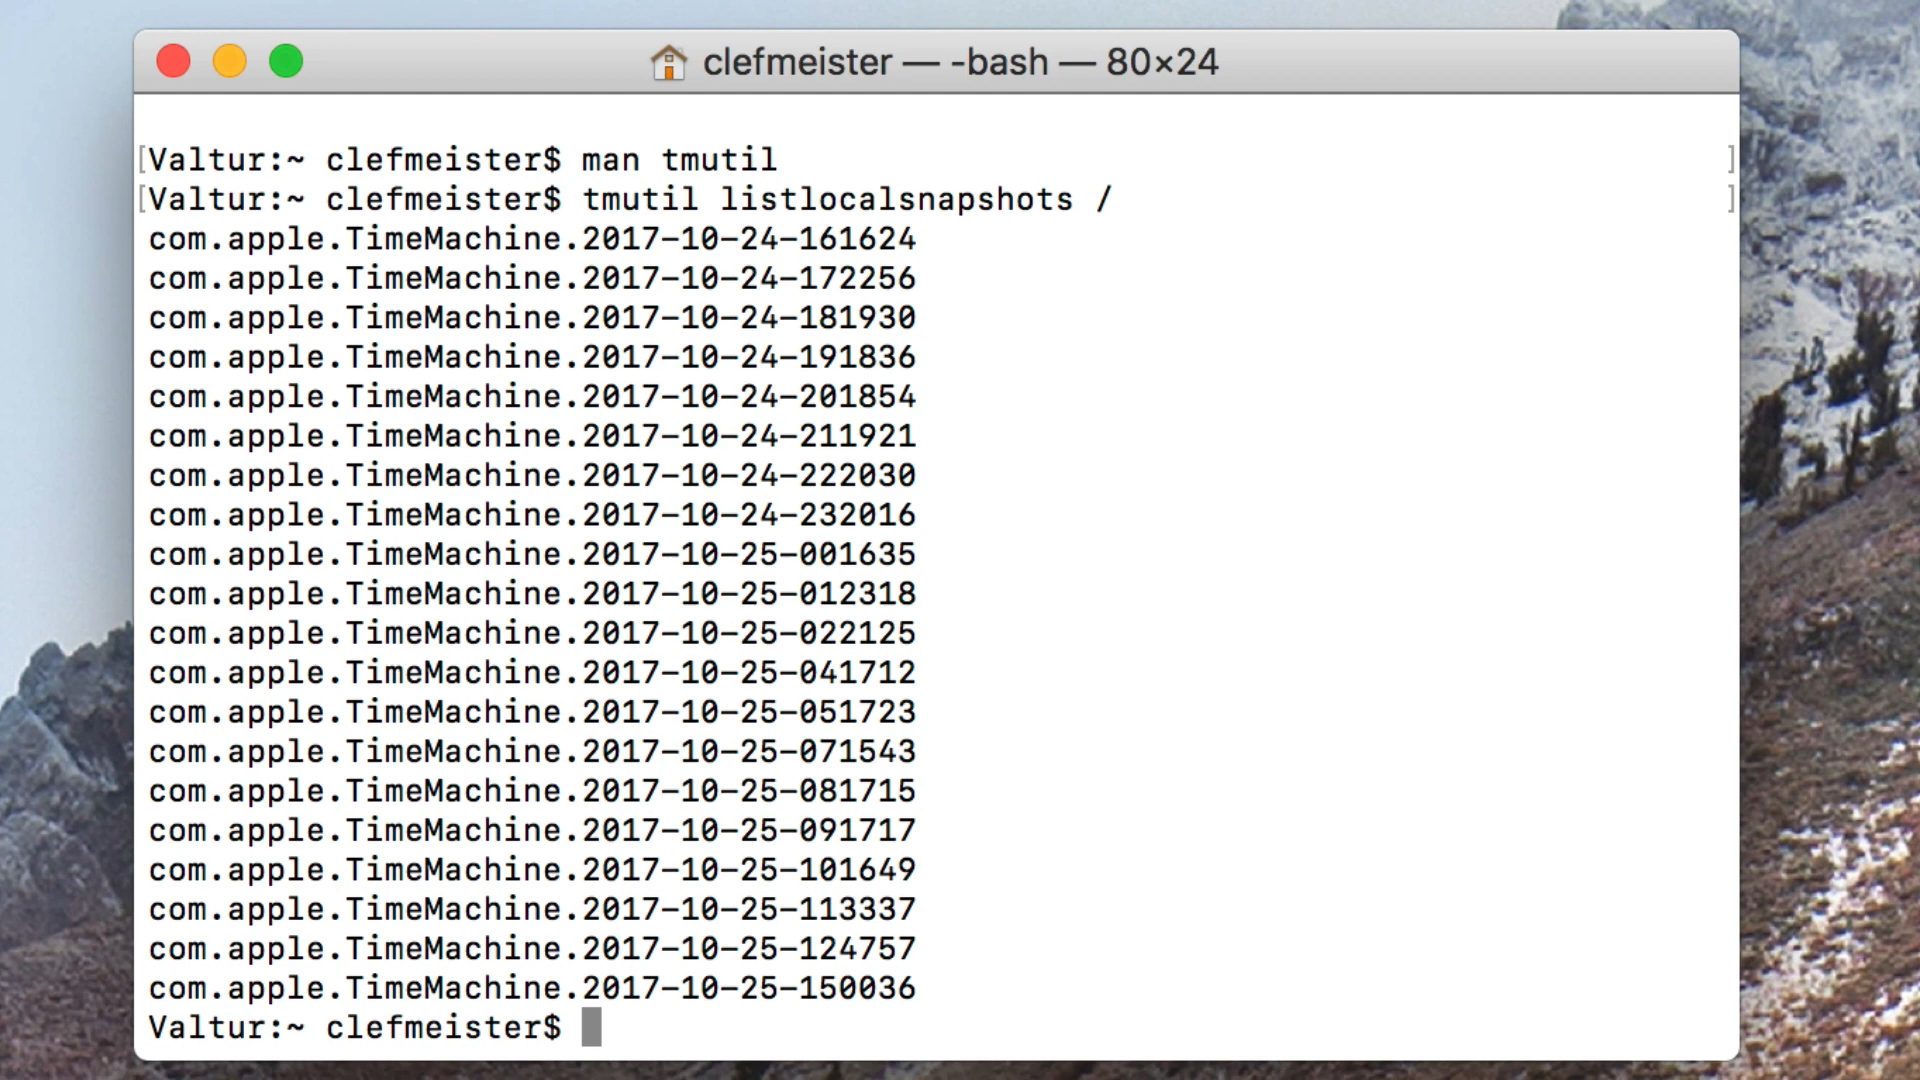 clefmeister — -bash — 80×24
[Valtur:~ clefmeister$ man tmutil ]
[Valtur:~ clefmeister$ tmutil listlocalsnapshots / ]
com.apple.TimeMachine.2017-10-24-161624
com.apple.TimeMachine.2017-10-24-172256
com.apple.TimeMachine.2017-10-24-181930
com.apple.TimeMachine.2017-10-24-191836
com.apple.TimeMachine.2017-10-24-201854
com.apple.TimeMachine.2017-10-24-211921
com.apple.TimeMachine.2017-10-24-222030
com.apple.TimeMachine.2017-10-24-232016
com.apple.TimeMachine.2017-10-25-001635
com.apple.TimeMachine.2017-10-25-012318
com.apple.TimeMachine.2017-10-25-022125
com.apple.TimeMachine.2017-10-25-041712
com.apple.TimeMachine.2017-10-25-051723
com.apple.TimeMachine.2017-10-25-071543
com.apple.TimeMachine.2017-10-25-081715
com.apple.TimeMachine.2017-10-25-091717
com.apple.TimeMachine.2017-10-25-101649
com.apple.TimeMachine.2017-10-25-113337
com.apple.TimeMachine.2017-10-25-124757
com.apple.TimeMachine.2017-10-25-150036
Valtur:~ clefmeister$